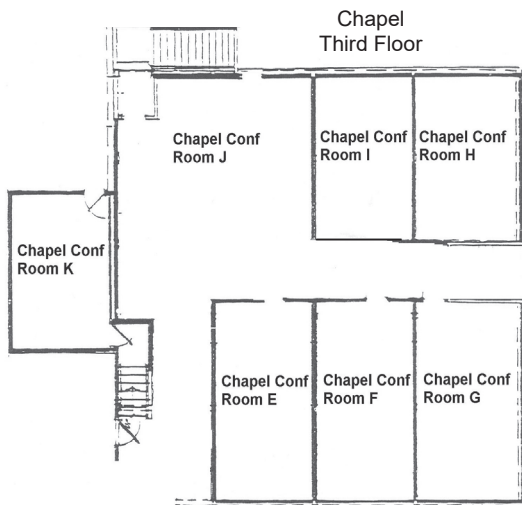 Chapel
Third Floor
Chapel Conf
Room J
Chapel Conf
Room I
Chapel Conf
Room H
Chapel Conf
Room K
Chapel Conf
Room E
Chapel Conf
Room F
Chapel Conf
Room G